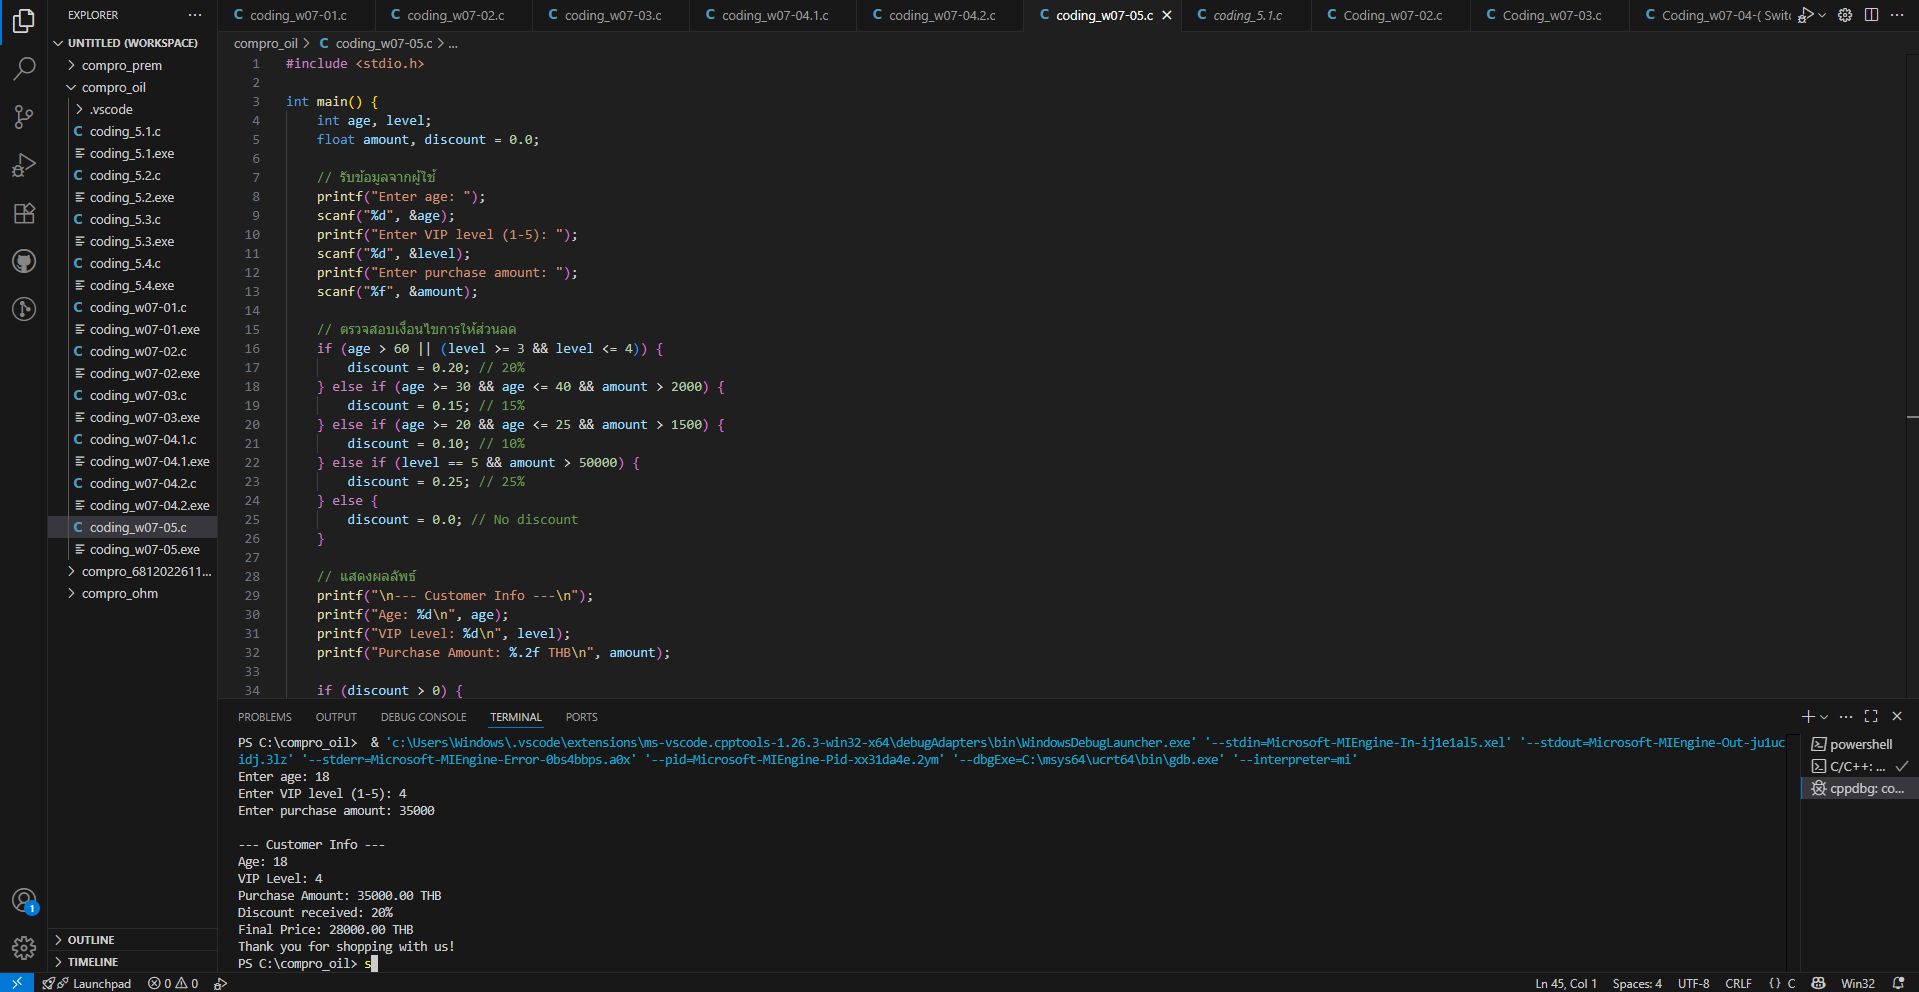 EXPLORER
UNTITLED (WORKSPACE)
compro_prem
compro_oil
.vscode
C coding_5.1.c
coding_5.1.exe
C coding_5.2.c
coding_5.2.exe
C coding_5.3.c
coding_5.3.exe
C coding_5.4.c
coding_5.4.exe
C coding_w07-01.c
coding_w07-01.exe
C coding_w07-02.c
coding_w07-02.exe
C coding_w07-03.c
coding_w07-03.exe
C coding_w07-04.1.c
coding_w07-04.1.exe
C coding_w07-04.2.c
coding_w07-04.2.exe
C coding_w07-05.c
coding_w07-05.exe
compro_6812022611...
compro_ohm
OUTLINE
TIMELINE
1
C coding_w07-01.c C coding_w07-02.c C coding_w07-03.c C coding_w07-04.1.c C coding_w07-04.2.c C coding_w07-05.c C coding_5.1.c C Coding_w07-02.c C Coding_w07-03.c C Coding_w07-04-( Switc
compro_oil > C coding_w07-05.c > ...
1 #include <stdio.h>
2
3 int main() {
4 int age, level;
5 float amount, discount = 0.0;
6
7 // รับข้อมูลจากผู้ใช้
8 printf("Enter age: ");
9 scanf("%d", &age);
10 printf("Enter VIP level (1-5): ");
11 scanf("%d", &level);
12 printf("Enter purchase amount: ");
13 scanf("%f", &amount);
14
15 // ตรวจสอบเงื่อนไขการให้ส่วนลด
16 if (age > 60 || (level >= 3 && level <= 4)) {
17 discount = 0.20; // 20%
18 } else if (age >= 30 && age <= 40 && amount > 2000) {
19 discount = 0.15; // 15%
20 } else if (age >= 20 && age <= 25 && amount > 1500) {
21 discount = 0.10; // 10%
22 } else if (level == 5 && amount > 50000) {
23 discount = 0.25; // 25%
24 } else {
25 discount = 0.0; // No discount
26 }
27
28 // แสดงผลลัพธ์
29 printf("\n--- Customer Info ---\n");
30 printf("Age: %d\n", age);
31 printf("VIP Level: %d\n", level);
32 printf("Purchase Amount: %.2f THB\n", amount);
33
34 if (discount > 0) {
PROBLEMS OUTPUT DEBUG CONSOLE TERMINAL PORTS
PS C:\compro_oil> & 'c:\Users\Windows\.vscode\extensions\ms-vscode.cpptools-1.26.3-win32-x64\debugAdapters\bin\WindowsDebugLauncher.exe' '--stdin=Microsoft-MIEngine-In-ij1e1al5.xel' '--stdout=Microsoft-MIEngine-Out-ju1uc
idj.3lz' '--stderr=Microsoft-MIEngine-Error-0bs4bbps.a0x' '--pid=Microsoft-MIEngine-Pid-xx31da4e.2ym' '--dbgExe=C:\msys64\ucrt64\bin\gdb.exe' '--interpreter=mi'
Enter age: 18
Enter VIP level (1-5): 4
Enter purchase amount: 35000
--- Customer Info ---
Age: 18
VIP Level: 4
Purchase Amount: 35000.00 THB
Discount received: 20%
Final Price: 28000.00 THB
Thank you for shopping with us!
PS C:\compro_oil> s
powershell
C/C++: ...
cppdbg: co...
Launchpad 0 0
Ln 45, Col 1 Spaces: 4 UTF-8 CRLF {} C Win32